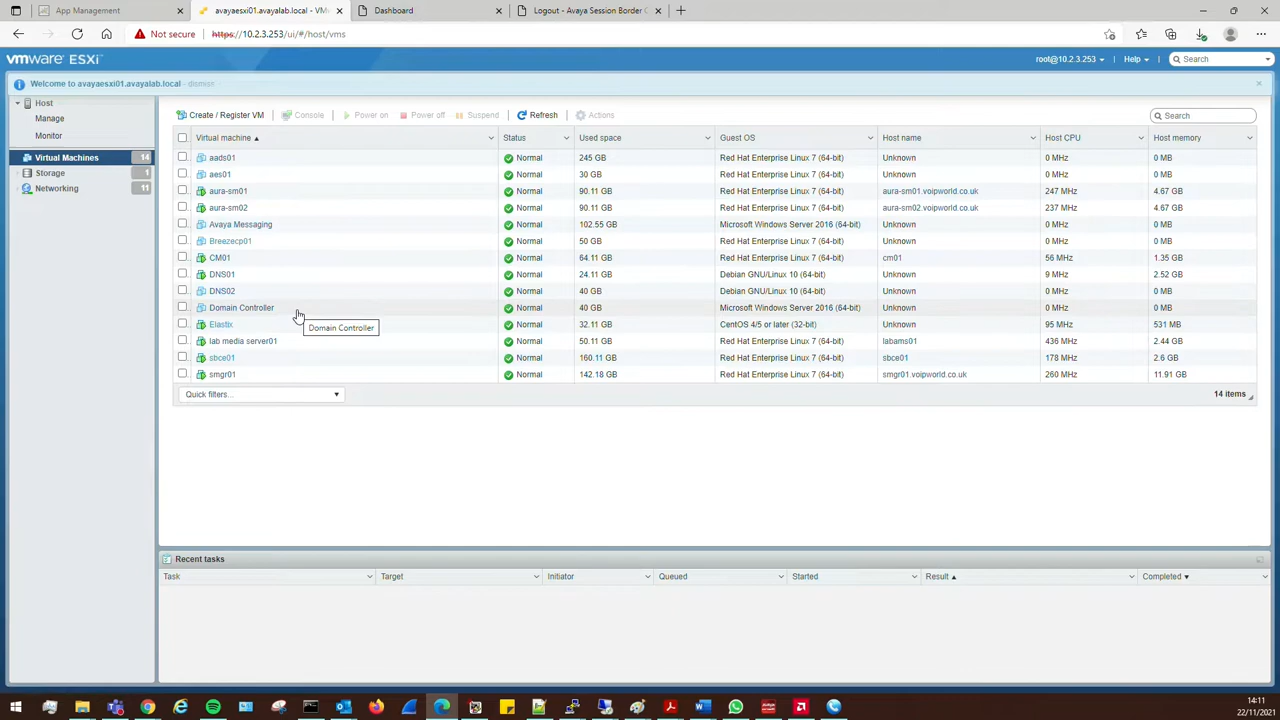 App Management
avayaesxi01.avayalab.local - VM
Dashboard
Logout - Avaya Session Border C
Not secure
https://10.2.3.253/ui/#/host/vms
vmware ESXi
root@10.2.3.253
Help
Search
Welcome to avayaesxi01.avayalab.local
dismiss
Host
Manage
Monitor
Virtual Machines 14
Storage 1
Networking 11
Create / Register VM Console Power on Power off Suspend Refresh Actions Search
Virtual machine Status Used space Guest OS Host name Host CPU Host memory
aads01 Normal 245 GB Red Hat Enterprise Linux 7 (64-bit) Unknown 0 MHz 0 MB
aes01 Normal 30 GB Red Hat Enterprise Linux 7 (64-bit) Unknown 0 MHz 0 MB
aura-sm01 Normal 90.11 GB Red Hat Enterprise Linux 7 (64-bit) aura-sm01.voipworld.co.uk 247 MHz 4.67 GB
aura-sm02 Normal 90.11 GB Red Hat Enterprise Linux 7 (64-bit) aura-sm02.voipworld.co.uk 237 MHz 4.67 GB
Avaya Messaging Normal 102.55 GB Microsoft Windows Server 2016 (64-bit) Unknown 0 MHz 0 MB
Breezecp01 Normal 50 GB Red Hat Enterprise Linux 7 (64-bit) Unknown 0 MHz 0 MB
CM01 Normal 64.11 GB Red Hat Enterprise Linux 7 (64-bit) cm01 56 MHz 1.35 GB
DNS01 Normal 24.11 GB Debian GNU/Linux 10 (64-bit) Unknown 9 MHz 2.52 GB
DNS02 Normal 40 GB Debian GNU/Linux 10 (64-bit) Unknown 0 MHz 0 MB
Domain Controller Normal 40 GB Microsoft Windows Server 2016 (64-bit) Unknown 0 MHz 0 MB
Elastix Normal 32.11 GB CentOS 4/5 or later (32-bit) Unknown 95 MHz 531 MB
Domain Controller
lab media server01 Normal 50.11 GB Red Hat Enterprise Linux 7 (64-bit) labams01 436 MHz 2.44 GB
sbce01 Normal 160.11 GB Red Hat Enterprise Linux 7 (64-bit) sbce01 178 MHz 2.6 GB
smgr01 Normal 142.18 GB Red Hat Enterprise Linux 7 (64-bit) smgr01.voipworld.co.uk 260 MHz 11.91 GB
Quick filters...
14 items
Recent tasks
Task Target Initiator Queued Started Result Completed
14:11
22/11/2021